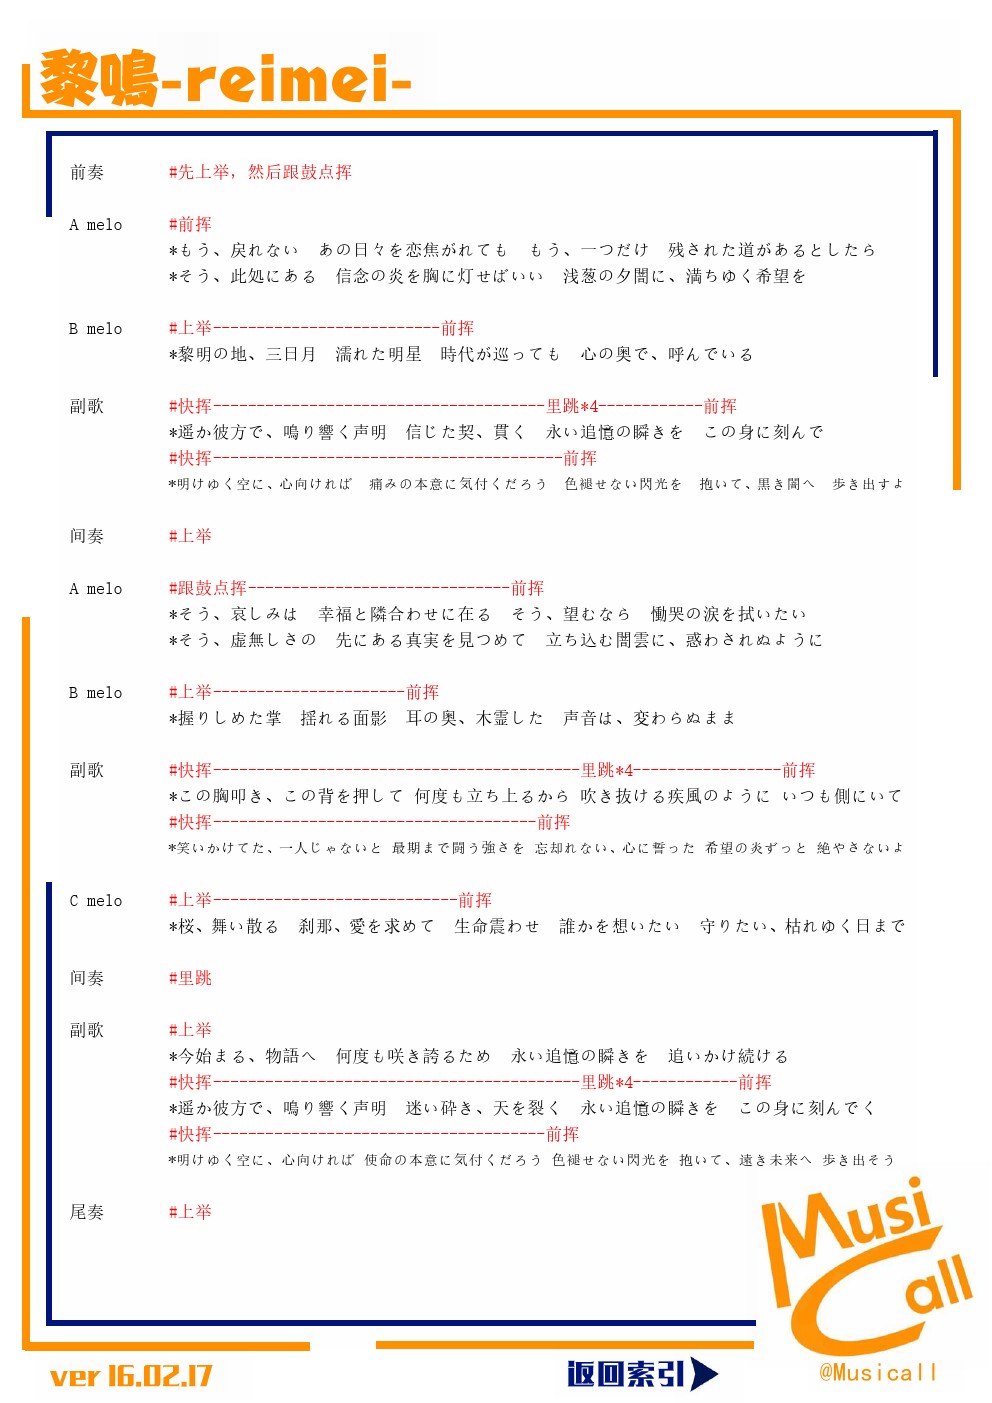 黎鳴-reimei-
前奏 #先上举，然后跟鼓点挥
A melo #前挥
*もう、戻れない　あの日々を恋焦がれても　もう、一つだけ　残された道があるとしたら
*そう、此処にある　信念の炎を胸に灯せばいい　浅葱の夕闇に、満ちゆく希望を
B melo #上举--------------------------前挥
*黎明の地、三日月　濡れた明星　時代が巡っても　心の奥で、呼んでいる
副歌 #快挥--------------------------------------里跳*4------------前挥
*遥か彼方で、鳴り響く声明　信じた契、貫く　永い追憶の瞬きを　この身に刻んで
#快挥----------------------------------------前挥
*明けゆく空に、心向ければ　痛みの本意に気付くだろう　色褪せない閃光を　抱いて、黒き闇へ　歩き出すよ
间奏 #上举
A melo #跟鼓点挥------------------------------前挥
*そう、哀しみは　幸福と隣合わせに在る　そう、望むなら　慟哭の涙を拭いたい
*そう、虚無しさの　先にある真実を見つめて　立ち込む闇雲に、惑わされぬように
B melo #上举----------------------前挥
*握りしめた掌　揺れる面影　耳の奥、木霊した　声音は、変わらぬまま
副歌 #快挥------------------------------------------里跳*4-----------------前挥
*この胸叩き、この背を押して 何度も立ち上るから 吹き抜ける疾風のように いつも側にいて
#快挥-------------------------------------前挥
*笑いかけてた、一人じゃないと 最期まで闘う強さを 忘却れない、心に誓った 希望の炎ずっと 絶やさないよ
C melo #上举----------------------------前挥
*桜、舞い散る　刹那、愛を求めて　生命震わせ　誰かを想いたい　守りたい、枯れゆく日まで
间奏 #里跳
副歌 #上举
*今始まる、物語へ　何度も咲き誇るため　永い追憶の瞬きを　追いかけ続ける
#快挥------------------------------------------里跳*4------------前挥
*遥か彼方で、鳴り響く声明　迷い砕き、天を裂く　永い追憶の瞬きを　この身に刻んでく
#快挥--------------------------------------前挥
*明けゆく空に、心向ければ 使命の本意に気付くだろう 色褪せない閃光を 抱いて、遠き未来へ 歩き出そう
尾奏 #上举
Musi
Call
ver 16.02.17
返回索引
@Musicall